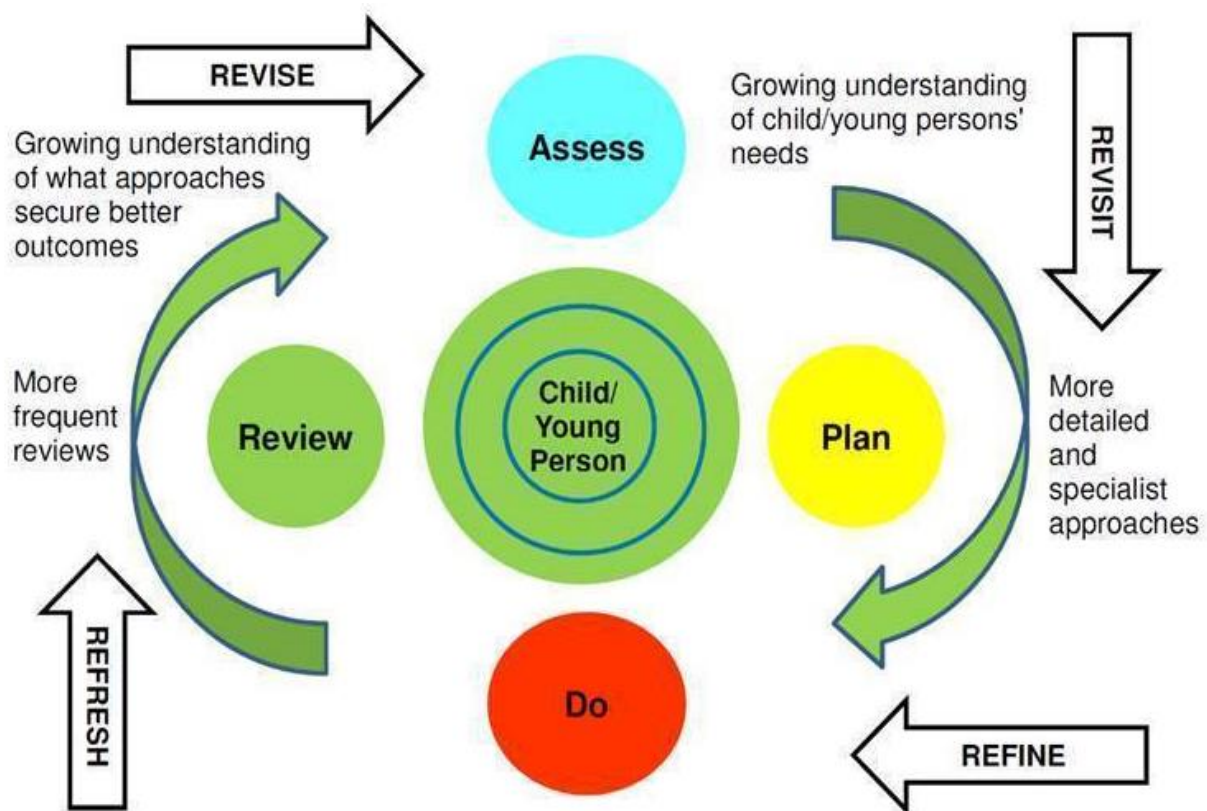 REVISE
Growing understanding
of what approaches
secure better
outcomes
Assess
Growing understanding
of child/young persons'
needs
REVISIT
More
frequent
reviews
Review
Child/
Young
Person
Plan
More
detailed
and
specialist
approaches
REFRESH
Do
REFINE